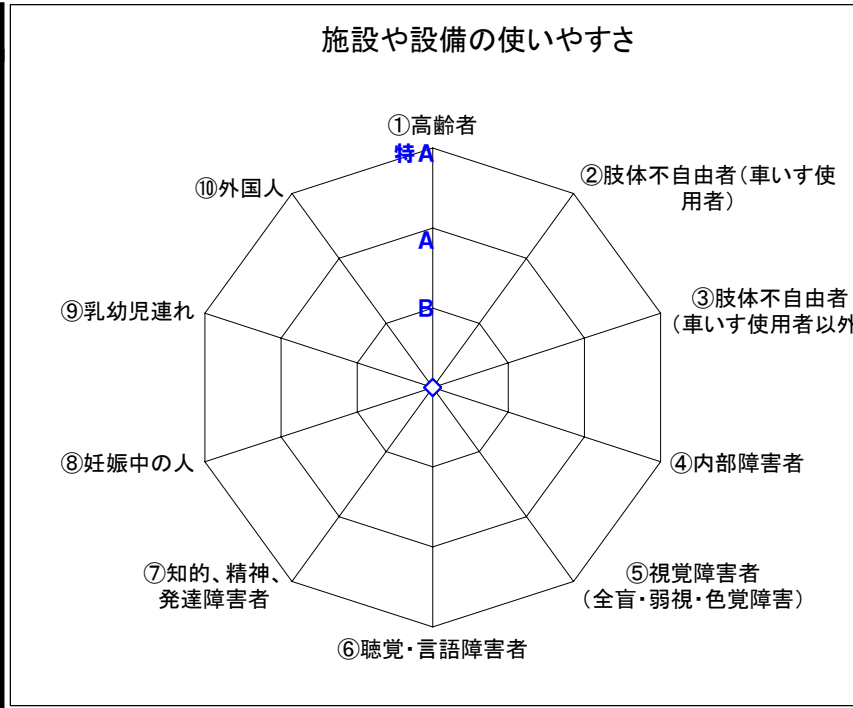 施設や設備の使いやすさ
①高齢者
特A
②肢体不自由者（車いす使
用者）
⑩外国人
A
③肢体不自由者
（車いす使用者以外
⑨乳幼児連れ
B
⑧妊娠中の人
④内部障害者
⑦知的、精神、
発達障害者
⑤視覚障害者
（全盲・弱視・色覚障害）
⑥聴覚・言語障害者